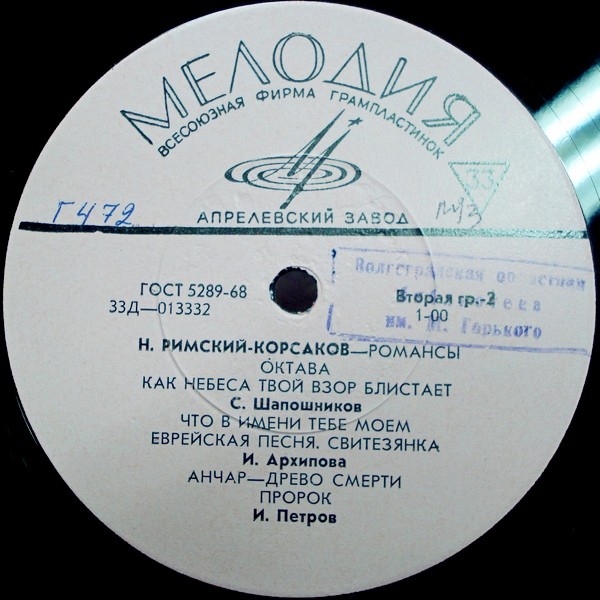 МЕЛОДИЯ
ВСЕСОЮЗНАЯ ФИРМА ГРАМПЛАСТИНОК
33
АПРЕЛЕВСКИЙ ЗАВОД
Г472
ГОСТ 5289-68
33Д—013332
Волгоградская областная
им. М. Горького
Вторая гр.-2
1-00
Н. РИМСКИЙ-КОРСАКОВ—РОМАНСЫ
ОКТАВА
КАК НЕБЕСА ТВОЙ ВЗОР БЛИСТАЕТ
С. Шапошников
ЧТО В ИМЕНИ ТЕБЕ МОЕМ
ЕВРЕЙСКАЯ ПЕСНЯ. СВИТЕЗЯНКА
И. Архипова
АНЧАР—ДРЕВО СМЕРТИ
ПРОРОК
И. Петров